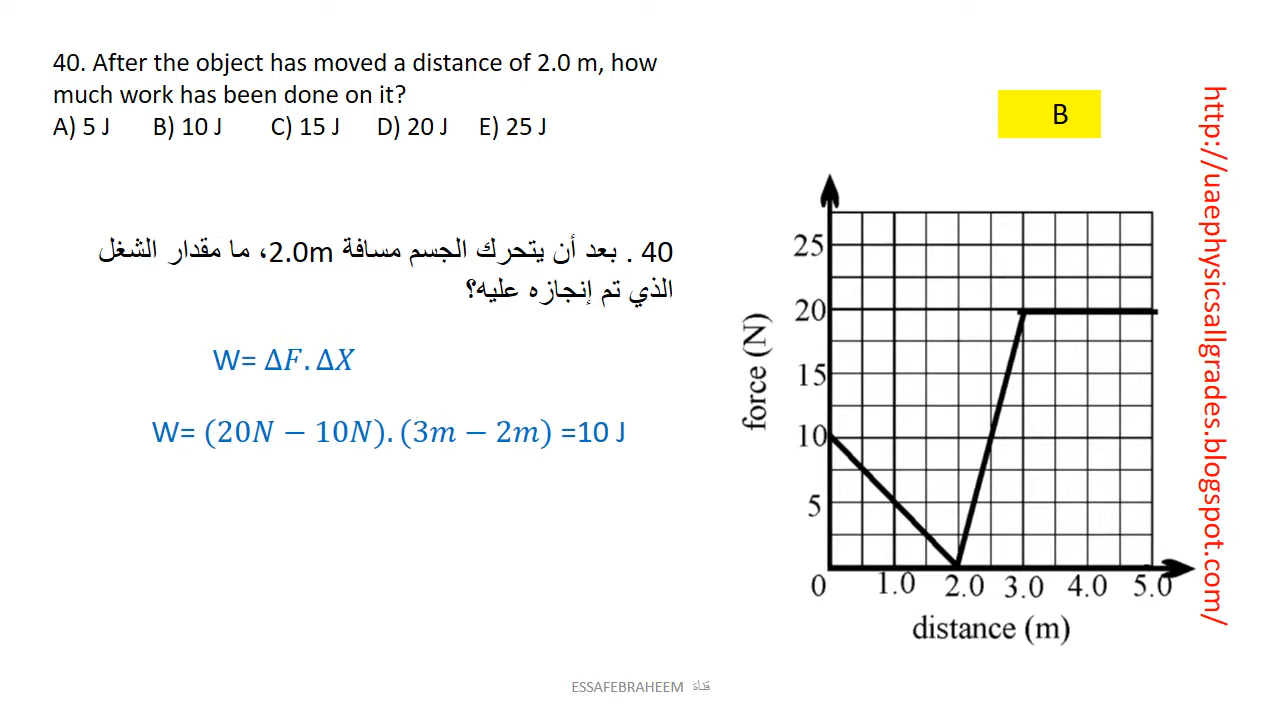 40. After the object has moved a distance of 2.0 m, how
much work has been done on it?
A) 5 J B) 10 J C) 15 J D) 20 J E) 25 J
B
40 . بعد أن يتحرك الجسم مسافة 2.0m، ما مقدار الشغل
الذي تم إنجازه عليه؟
W= ∆𝐹. ∆𝑋
W= (20𝑁 − 10𝑁). (3𝑚 − 2𝑚) =10 J
force (N)
25
20
15
10
5
0 1.0 2.0 3.0 4.0 5.0
distance (m)
http://uaephysicsallgrades.blogspot.com/
ESSAFEBRAHEEM قناة